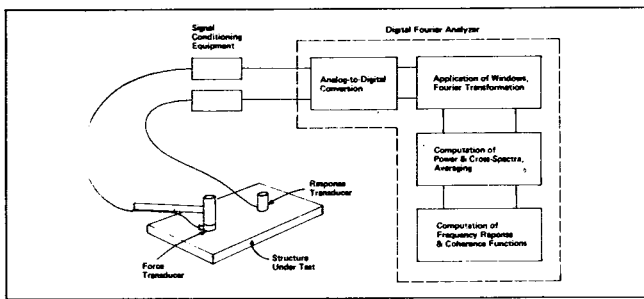 Signal
Conditioning
Equipment
Digital Fourier Analyzer
Analog-to-Digital
Conversion
Application of Windows,
Fourier Transformation
Computation of
Power & Cross-Spectra,
Averaging
Computation of
Frequency Reponse
& Coherence Functions
Response
Transducer
Force
Transducer
Structure
Under Test